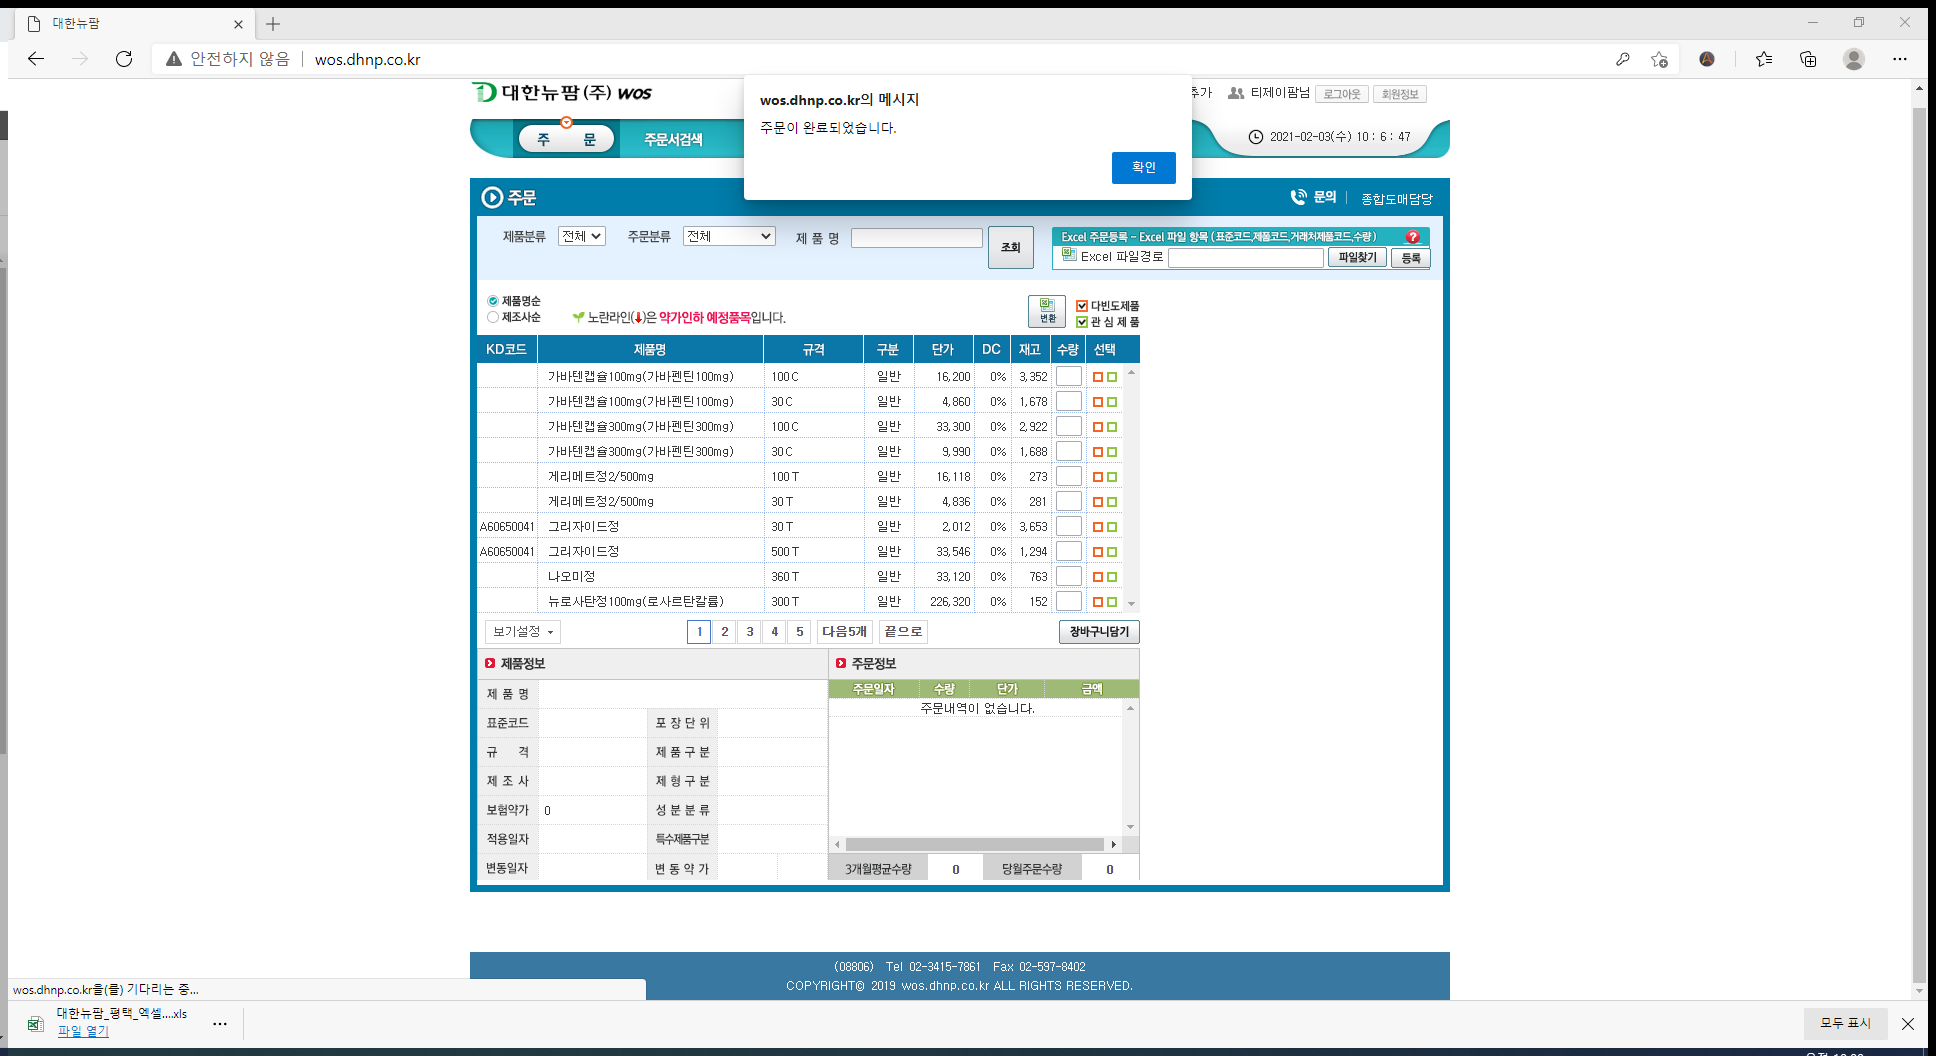 대한뉴팜
안전하지 않음
wos.dhnp.co.kr
대한뉴팜(주) wos
추가
티제이팜님
로그아웃
회원정보
wos.dhnp.co.kr의 메시지
주문이 완료되었습니다.
확인
주 문
주문서검색
2021-02-03(수) 10 : 6 : 47
주문
문의
종합도매담당
제품분류
전체
주문분류
전체
제 품 명
조회
Excel 주문등록 - Excel 파일 항목 (표준코드,제품코드,거래처제품코드,수량)
Excel 파일경로
파일찾기
등록
제품명순
제조사순
노란라인(↓)은 약가인하 예정품목입니다.
변환
다빈도제품
관 심 제 품
KD코드 제품명 규격 구분 단가 DC 재고 수량 선택
가바텐캡슐100mg(가바펜틴100mg) 100 C 일반 16,200 0% 3,352
가바텐캡슐100mg(가바펜틴100mg) 30 C 일반 4,860 0% 1,678
가바텐캡슐300mg(가바펜틴300mg) 100 C 일반 33,300 0% 2,922
가바텐캡슐300mg(가바펜틴300mg) 30 C 일반 9,990 0% 1,688
게리메트정2/500mg 100 T 일반 16,118 0% 273
게리메트정2/500mg 30 T 일반 4,836 0% 281
A60650041 그리자이드정 30 T 일반 2,012 0% 3,653
A60650041 그리자이드정 500 T 일반 33,546 0% 1,294
나오미정 360 T 일반 33,120 0% 763
뉴로사탄정100mg(로사르탄칼륨) 300 T 일반 226,320 0% 152
보기설정
1 2 3 4 5 다음5개 끝으로
장바구니담기
제품정보
제 품 명
표준코드 포 장 단 위
규 격 제 품 구 분
제 조 사 제 형 구 분
보험약가 0 성 분 분 류
적용일자 특수제품구분
변동일자 변 동 약 가
주문정보
주문일자 수량 단가 금액
주문내역이 없습니다.
3개월평균수량 0 당월주문수량 0
(08806) Tel 02-3415-7861 Fax 02-597-8402
COPYRIGHT© 2019 wos.dhnp.co.kr ALL RIGHTS RESERVED.
wos.dhnp.co.kr을(를) 기다리는 중...
대한뉴팜_평택_엑셀....xls
파일 열기
모두 표시